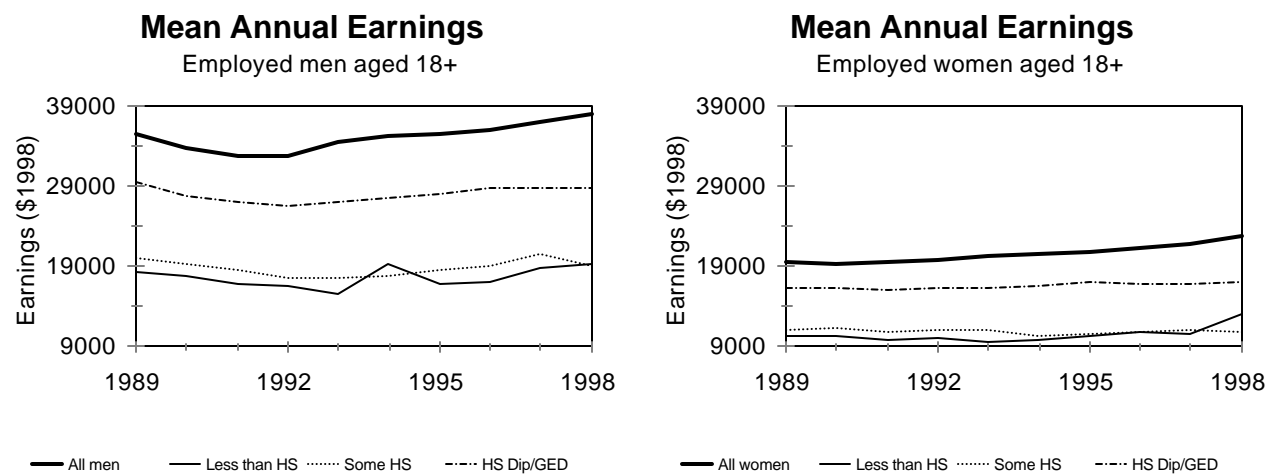 Mean Annual Earnings
Employed men aged 18+
39000
29000
19000
9000
Earnings ($1998)
1989 1992 1995 1998
All men Less than HS Some HS HS Dip/GED
Mean Annual Earnings
Employed women aged 18+
39000
29000
19000
9000
Earnings ($1998)
1989 1992 1995 1998
All women Less than HS Some HS HS Dip/GED